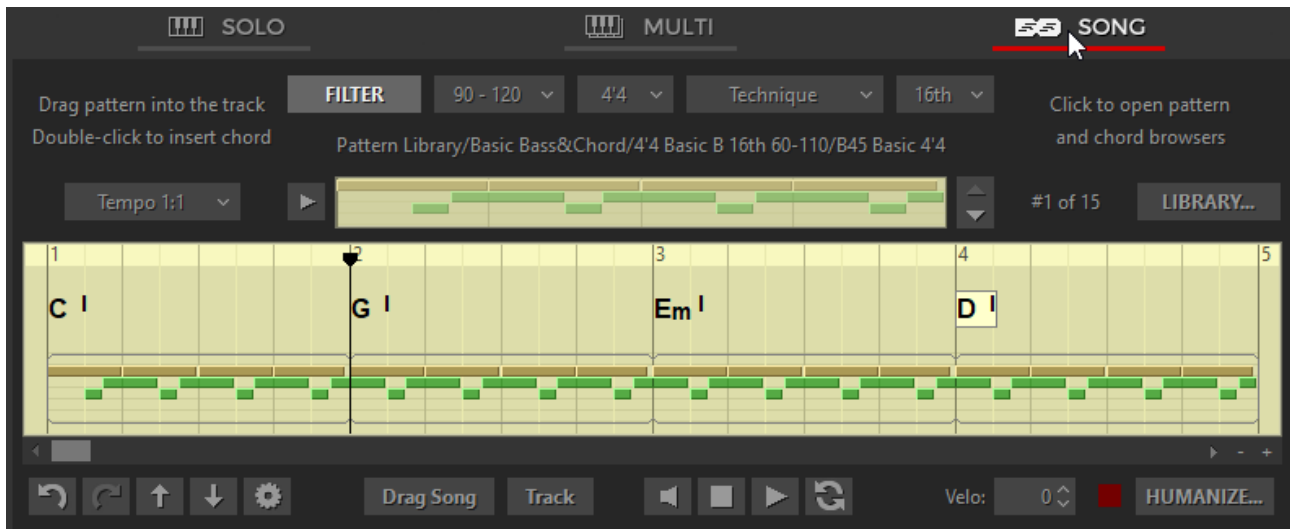 SOLO
MULTI
SONG
Drag pattern into the track
Double-click to insert chord
FILTER
90 - 120
4'4
Technique
16th
Click to open pattern
and chord browsers
Pattern Library/Basic Bass&Chord/4'4 Basic B 16th 60-110/B45 Basic 4'4
Tempo 1:1
#1 of 15
LIBRARY...
1 2 3 4 5
C I G I Em I D I
Drag Song
Track
Velo:
0
HUMANIZE...